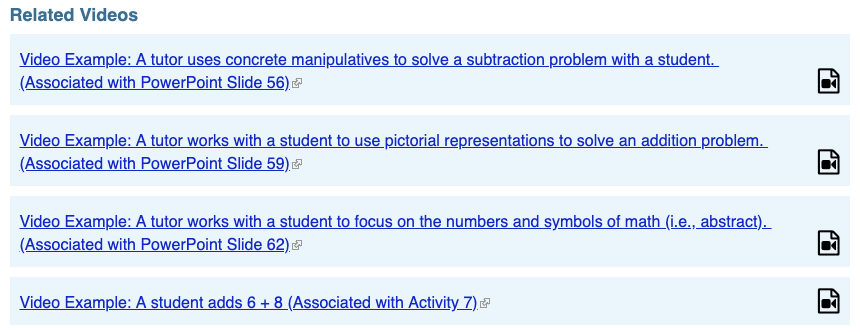 Related Videos
Video Example: A tutor uses concrete manipulatives to solve a subtraction problem with a student.
(Associated with PowerPoint Slide 56)
Video Example: A tutor works with a student to use pictorial representations to solve an addition problem.
(Associated with PowerPoint Slide 59)
Video Example: A tutor works with a student to focus on the numbers and symbols of math (i.e., abstract).
(Associated with PowerPoint Slide 62)
Video Example: A student adds 6 + 8 (Associated with Activity 7)